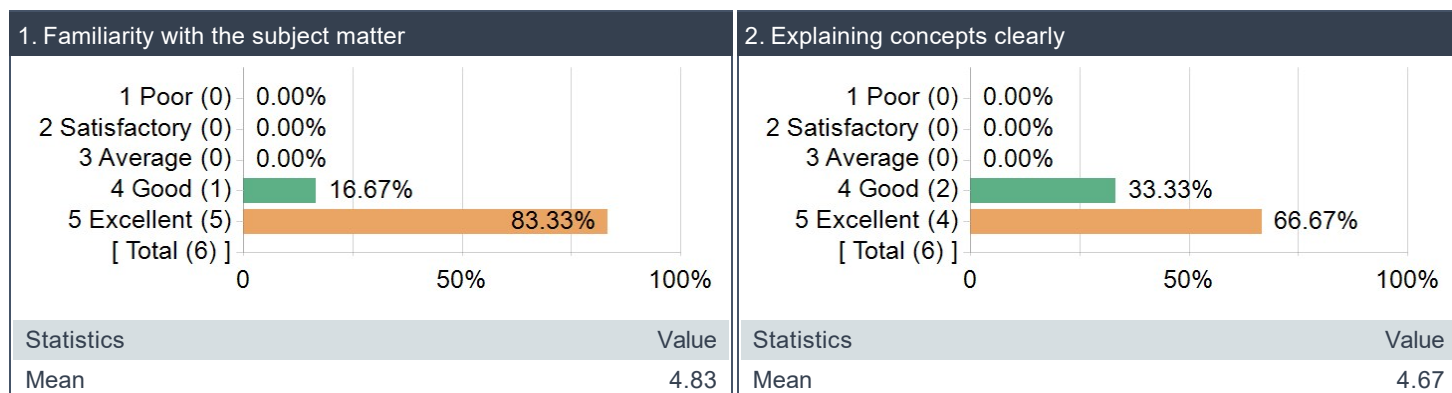 1. Familiarity with the subject matter
1 Poor (0) 0.00%
2 Satisfactory (0) 0.00%
3 Average (0) 0.00%
4 Good (1) 16.67%
5 Excellent (5) 83.33%
[ Total (6) ]
0 50% 100%
Statistics Value
Mean 4.83
2. Explaining concepts clearly
1 Poor (0) 0.00%
2 Satisfactory (0) 0.00%
3 Average (0) 0.00%
4 Good (2) 33.33%
5 Excellent (4) 66.67%
[ Total (6) ]
0 50% 100%
Statistics Value
Mean 4.67